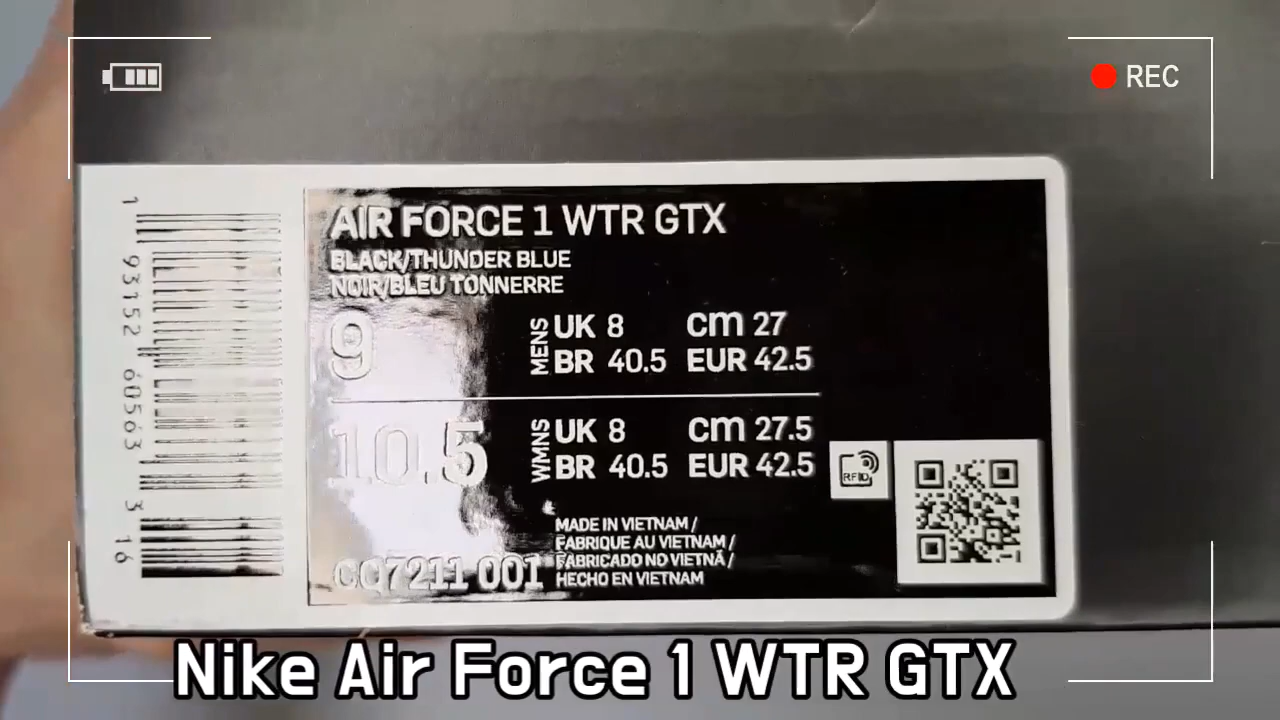 REC
AIR FORCE 1 WTR GTX
BLACK/THUNDER BLUE
NOIR/BLEU TONNERRE
9 MENS UK 8 cm 27
BR 40.5 EUR 42.5
10.5 WMNS UK 8 cm 27.5
BR 40.5 EUR 42.5
RFID
MADE IN VIETNAM /
FABRIQUE AU VIETNAM /
FABRICADO NO VIETNÃ /
HECHO EN VIETNAM
CQ7211 001
1 93152 60563 3 16
Nike Air Force 1 WTR GTX